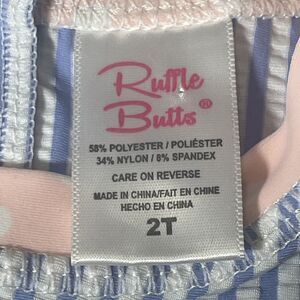 Ruffle
Butts®
58% POLYESTER / POLIÉSTER
34% NYLON / 8% SPANDEX
CARE ON REVERSE
MADE IN CHINA/FAIT EN CHINE
HECHO EN CHINA
2T